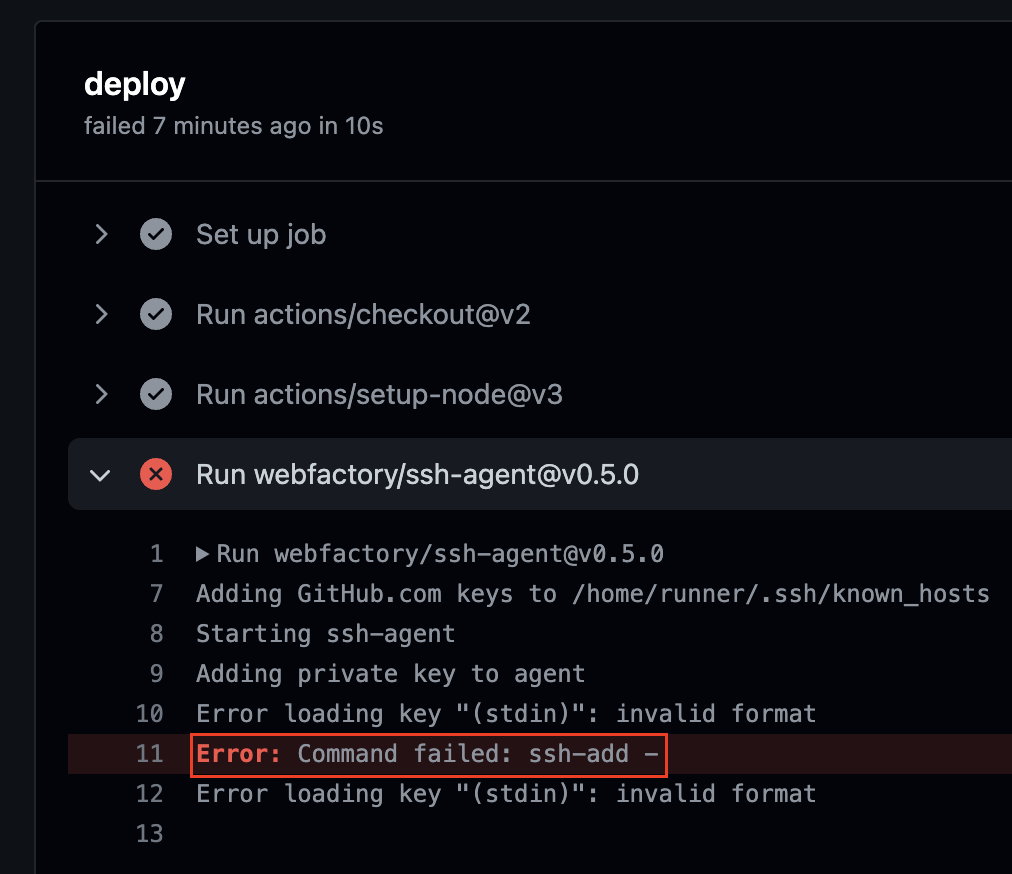 deploy
failed 7 minutes ago in 10s
Set up job
Run actions/checkout@v2
Run actions/setup-node@v3
Run webfactory/ssh-agent@v0.5.0
1 ▶ Run webfactory/ssh-agent@v0.5.0
7 Adding GitHub.com keys to /home/runner/.ssh/known_hosts
8 Starting ssh-agent
9 Adding private key to agent
10 Error loading key "(stdin)": invalid format
11 Error: Command failed: ssh-add -
12 Error loading key "(stdin)": invalid format
13